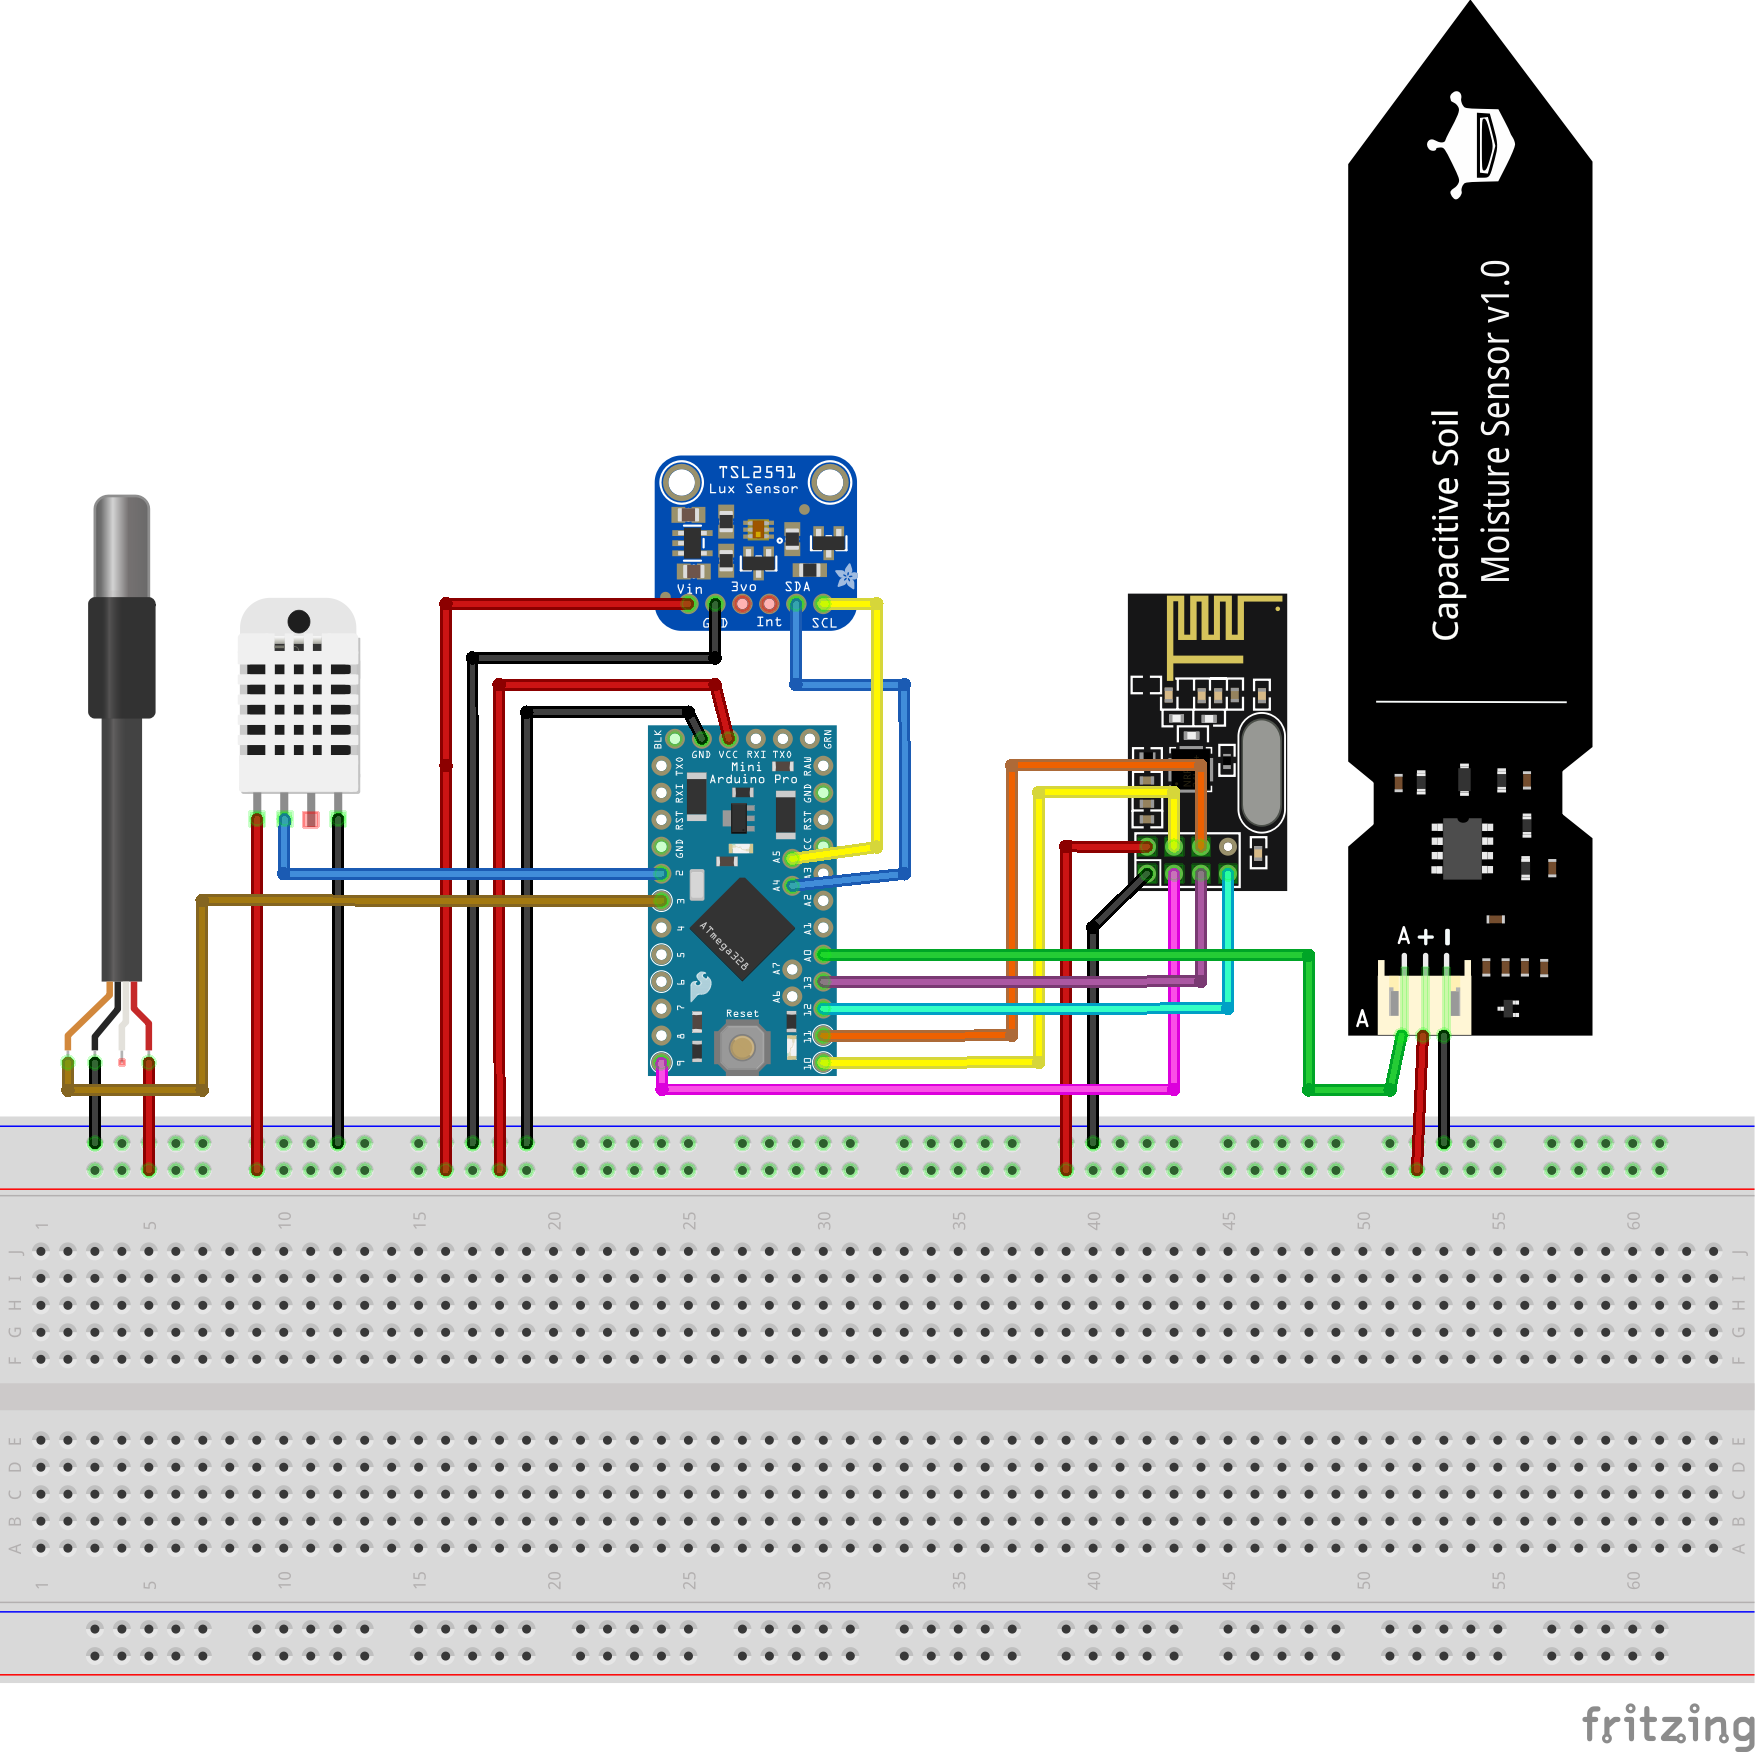 Capacitive Soil
Moisture Sensor v1.0
TSL2591
Lux Sensor
Vin
3vo
SDA
Int
SCL
BLK
GND VCC RXI TXO
GRN
Mini
Arduino Pro
TXO
RXI
RST
GND
2
3
4
5
6
7
8
9
RAW
GND
RST
A3
A2
A1
A0
13
12
11
10
A5
A4
A7
A6
ATmega328
Reset
A + -
A
1 5 10 15 20 25 30 35 40 45 50 55 60
J J
I I
H H
G G
F F
E E
D D
C C
B B
A A
1 5 10 15 20 25 30 35 40 45 50 55 60
fritzing